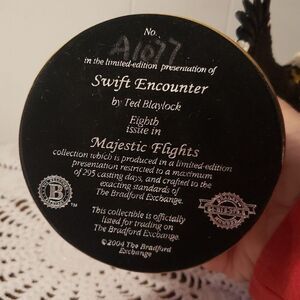 No.
A1077
in the limited-edition presentation of
Swift Encounter
by Ted Blaylock
Eighth
issue in
Majestic Flights
collection which is produced in a limited-edition
presentation restricted to a maximum
of 295 casting days, and crafted to the
exacting standards of
The Bradford Exchange.
B
TM
This collectible is officially
listed for trading on
The Bradford Exchange.
©2004 The Bradford
Exchange